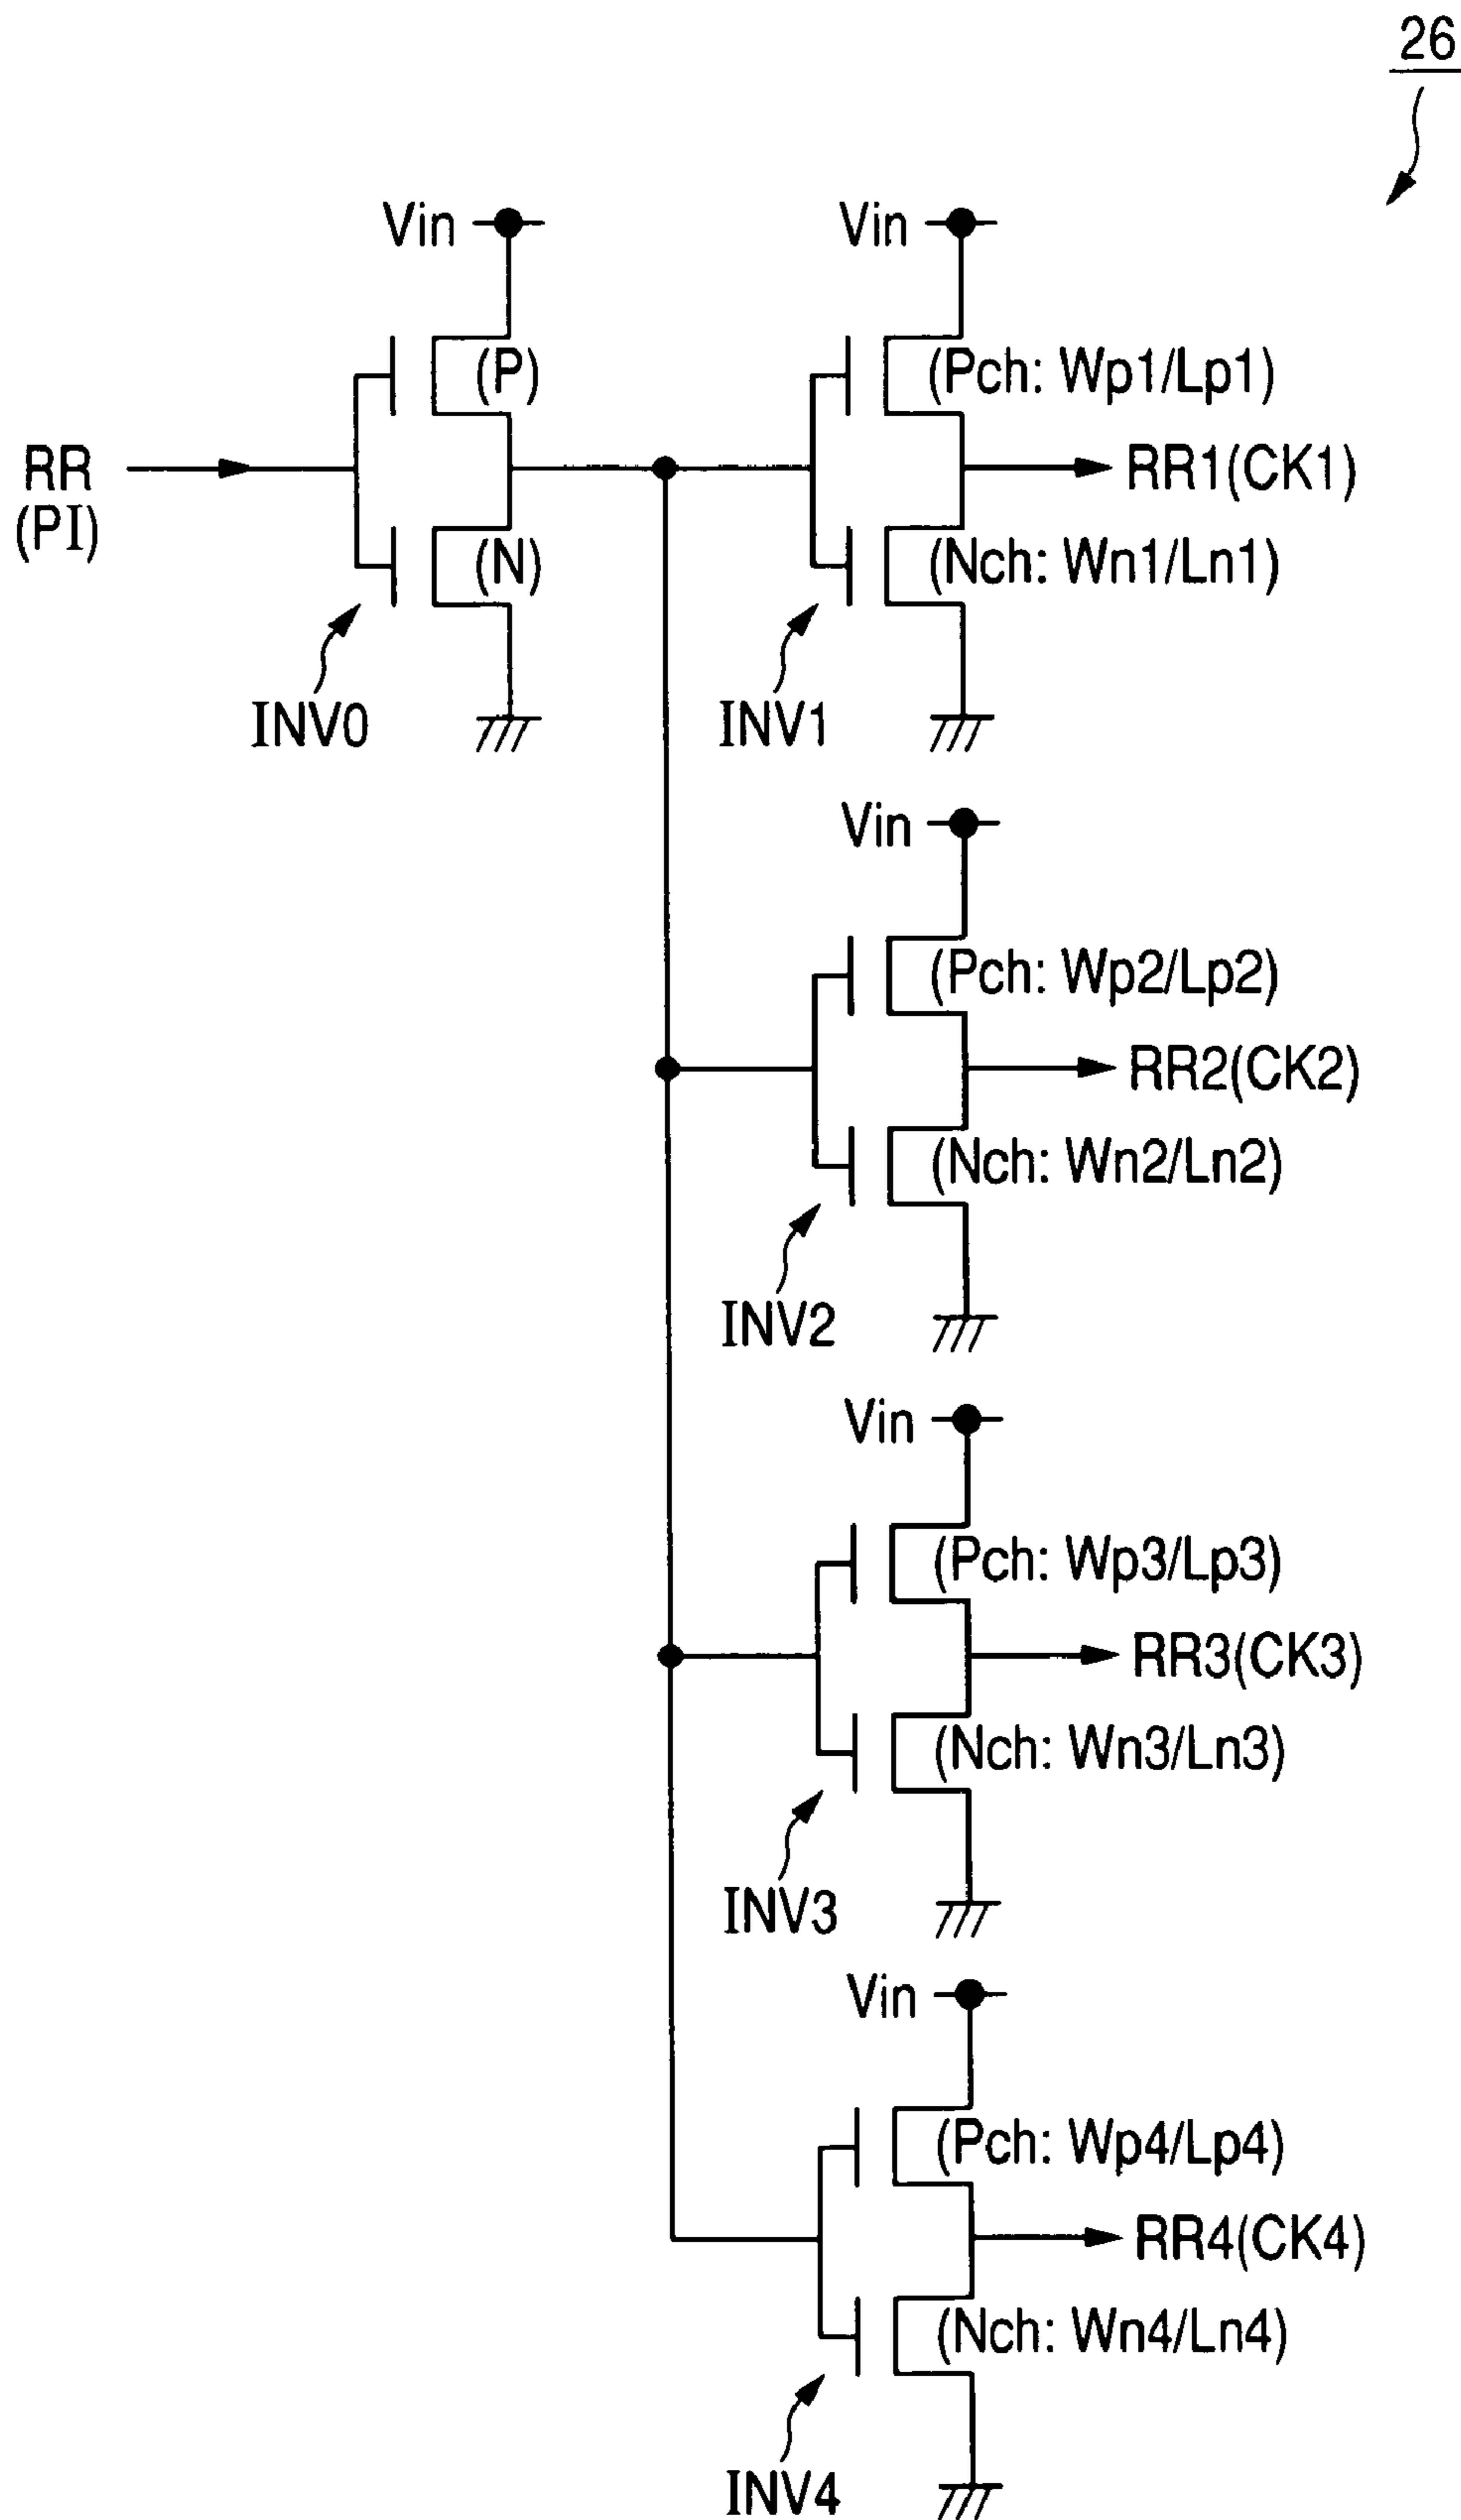 26
Vin
Vin
(P)
(Pch: Wp1/Lp1)
RR
(PI)
RR1(CK1)
(N)
(Nch: Wn1/Ln1)
INV0
INV1
Vin
(Pch: Wp2/Lp2)
RR2(CK2)
(Nch: Wn2/Ln2)
INV2
Vin
(Pch: Wp3/Lp3)
RR3(CK3)
(Nch: Wn3/Ln3)
INV3
Vin
(Pch: Wp4/Lp4)
RR4(CK4)
(Nch: Wn4/Ln4)
INV4